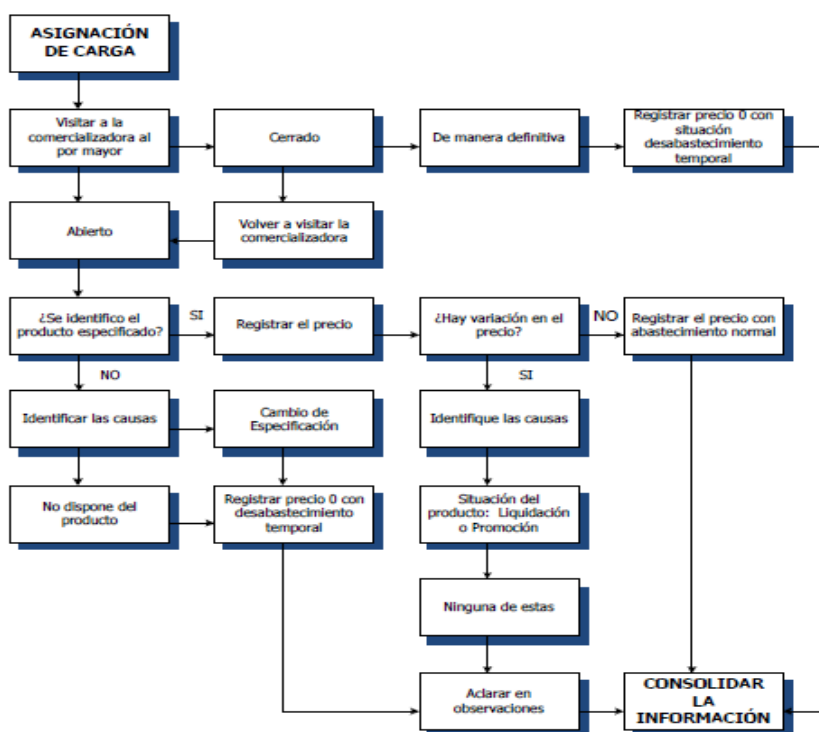 ASIGNACIÓN
DE CARGA
Visitar a la
comercializadora al
por mayor
Cerrado
De manera definitiva
Registrar precio 0 con
situación
desabastecimiento
temporal
Abierto
Volver a visitar la
comercializadora
¿Se identifico el
producto especificado?
SI
Registrar el precio
¿Hay variación en el
precio?
NO
Registrar el precio con
abastecimiento normal
NO
SI
Identificar las causas
Cambio de
Especificación
Identifique las causas
No dispone del
producto
Registrar precio 0 con
desabastecimiento
temporal
Situación del
producto: Liquidación
o Promoción
Ninguna de estas
Aclarar en
observaciones
CONSOLIDAR
LA
INFORMACIÓN